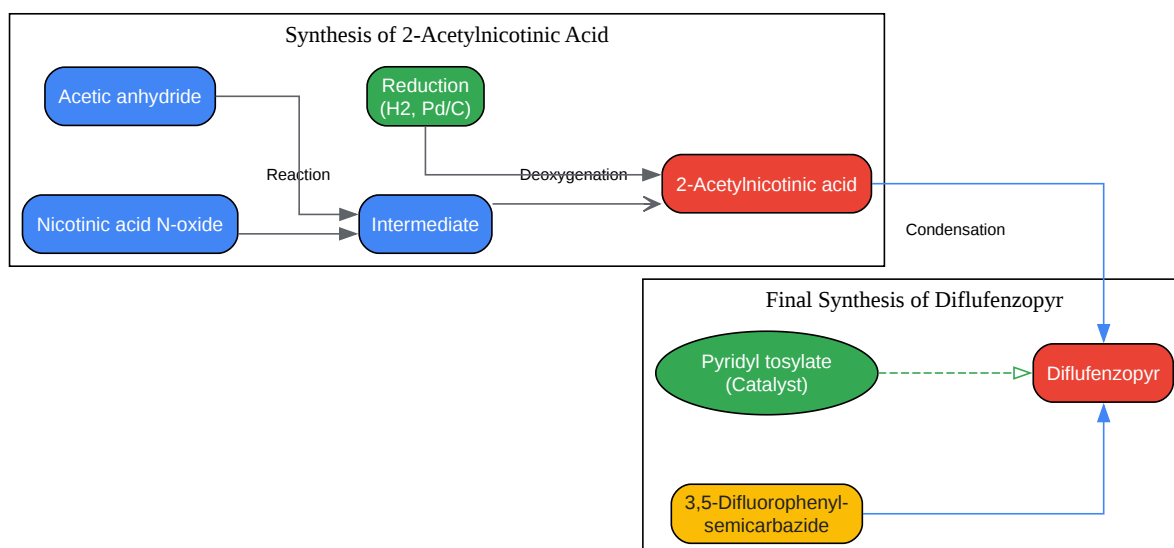 Synthesis of 2-Acetylnicotinic Acid
Acetic anhydride
Reduction
(H2, Pd/C)
Reaction
Deoxygenation
2-Acetylnicotinic acid
Nicotinic acid N-oxide
Intermediate
Condensation
Final Synthesis of Diflufenzopyr
Pyridyl tosylate
(Catalyst)
Diflufenzopyr
3,5-Difluorophenyl-
semicarbazide